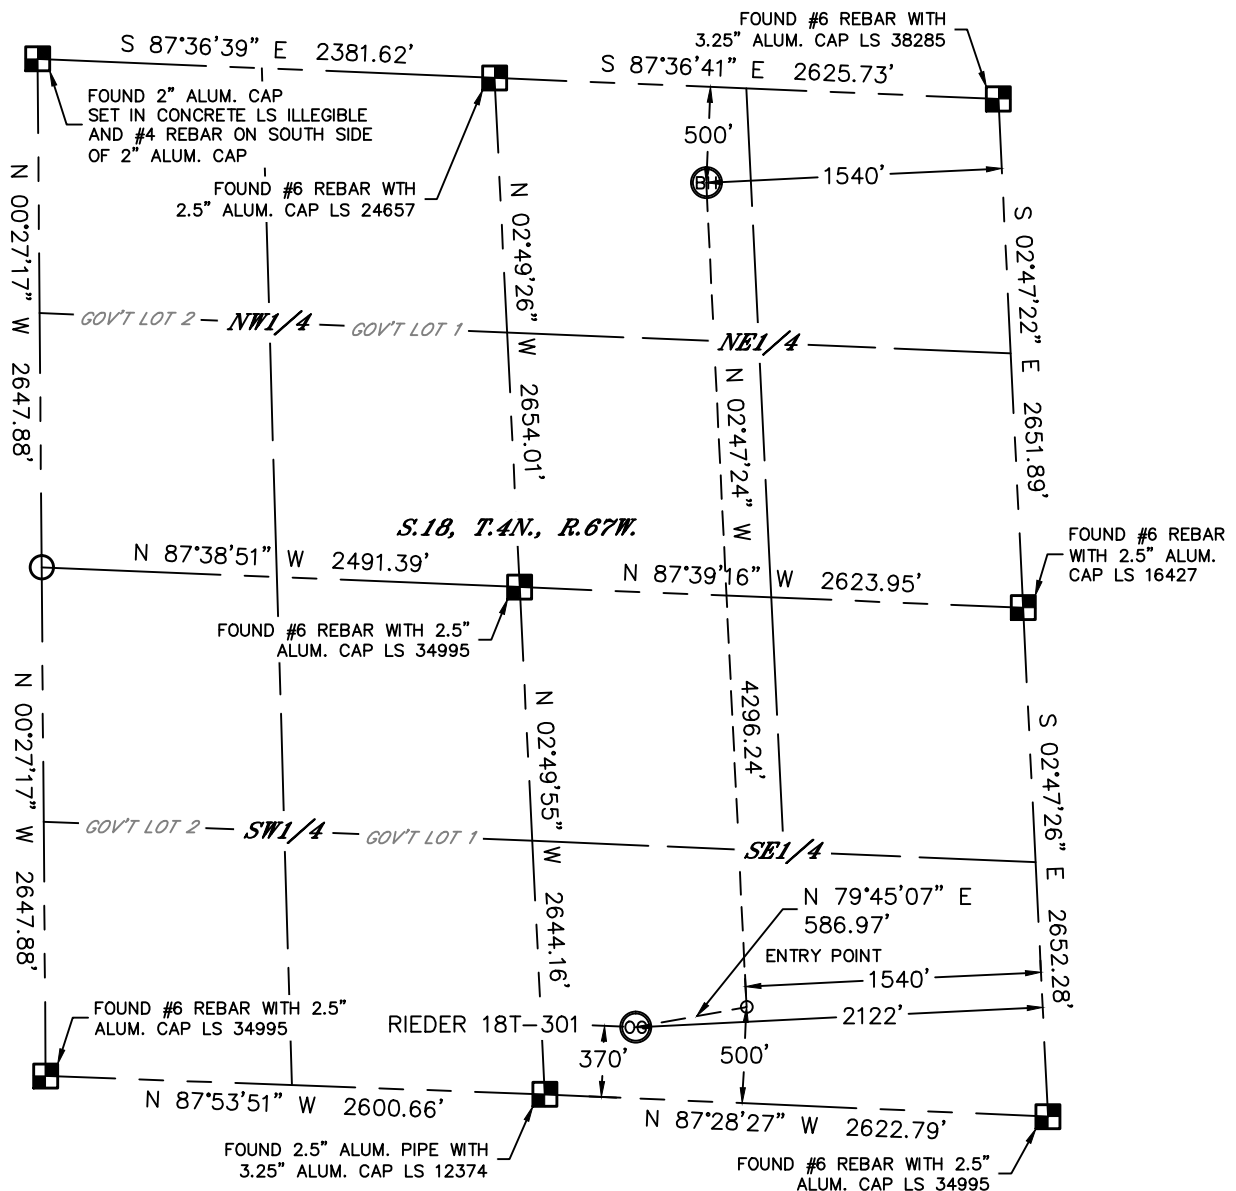 FOUND #6 REBAR WITH
3.25" ALUM. CAP LS 38285
S 87°36'39" E 2381.62'
S 87°36'41" E 2625.73'
FOUND 2" ALUM. CAP
SET IN CONCRETE LS ILLEGIBLE
AND #4 REBAR ON SOUTH SIDE
OF 2" ALUM. CAP
500'
BH
1540'
FOUND #6 REBAR WTH
2.5" ALUM. CAP LS 24657
N 00°27'17" W 2647.88'
N 02°49'26" W 2654.01'
S 02°47'22" E 2651.89'
GOV'T LOT 2
NW1/4
GOV'T LOT 1
NE1/4
N 02°47'24" W 4296.24'
S.18, T.4N., R.67W.
N 87°38'51" W 2491.39'
N 87°39'16" W 2623.95'
FOUND #6 REBAR
WITH 2.5" ALUM.
CAP LS 16427
FOUND #6 REBAR WITH 2.5"
ALUM. CAP LS 34995
N 00°27'17" W 2647.88'
N 02°49'55" W 2644.16'
S 02°47'26" E 2652.28'
GOV'T LOT 2
SW1/4
GOV'T LOT 1
SE1/4
N 79°45'07" E
586.97'
ENTRY POINT
1540'
2122'
FOUND #6 REBAR WITH 2.5"
ALUM. CAP LS 34995
RIEDER 18T-301
OG
370'
500'
N 87°53'51" W 2600.66'
N 87°28'27" W 2622.79'
FOUND 2.5" ALUM. PIPE WITH
3.25" ALUM. CAP LS 12374
FOUND #6 REBAR WITH 2.5"
ALUM. CAP LS 34995